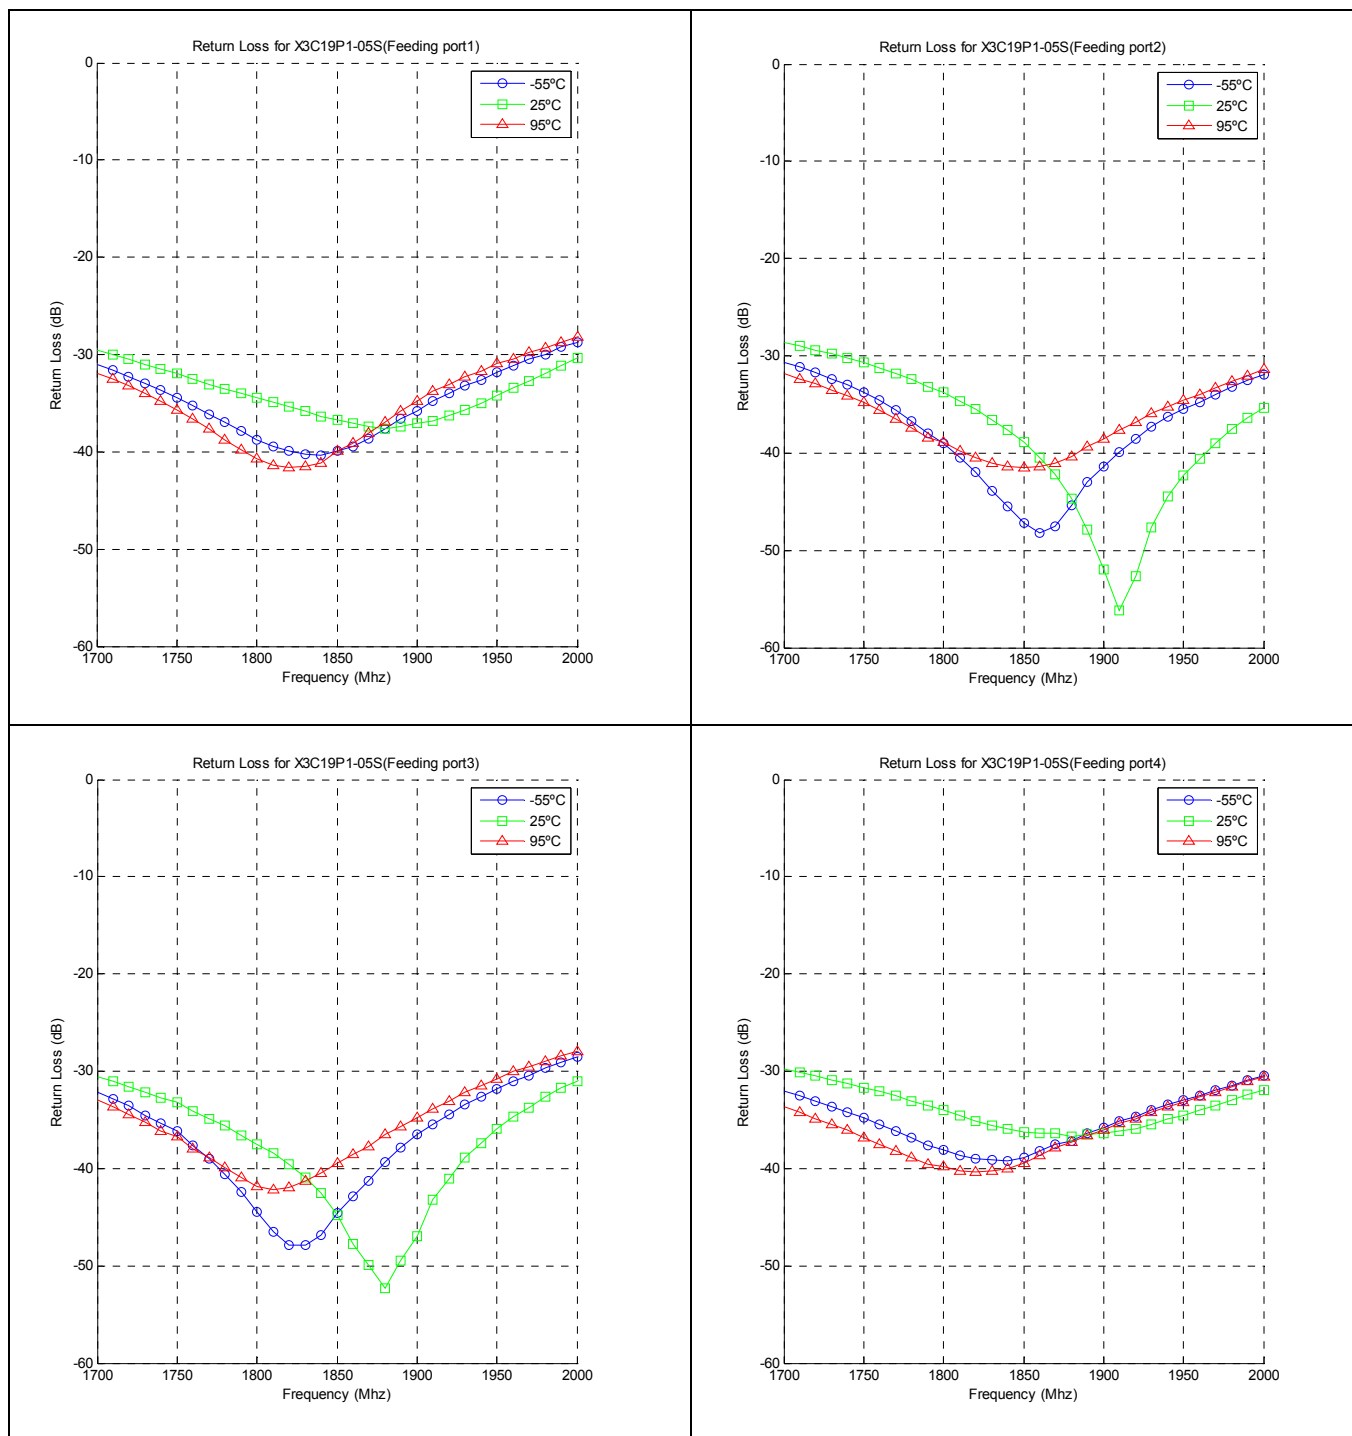 Return Loss for X3C19P1-05S(Feeding port1)
0
-10
-20
-30
-40
-50
-60
Return Loss (dB)
-55ºC
25ºC
95ºC
1700 1750 1800 1850 1900 1950 2000
Frequency (Mhz)
Return Loss for X3C19P1-05S(Feeding port2)
0
-10
-20
-30
-40
-50
-60
Return Loss (dB)
-55ºC
25ºC
95ºC
1700 1750 1800 1850 1900 1950 2000
Frequency (Mhz)
Return Loss for X3C19P1-05S(Feeding port3)
0
-10
-20
-30
-40
-50
-60
Return Loss (dB)
-55ºC
25ºC
95ºC
1700 1750 1800 1850 1900 1950 2000
Frequency (Mhz)
Return Loss for X3C19P1-05S(Feeding port4)
0
-10
-20
-30
-40
-50
-60
Return Loss (dB)
-55ºC
25ºC
95ºC
1700 1750 1800 1850 1900 1950 2000
Frequency (Mhz)